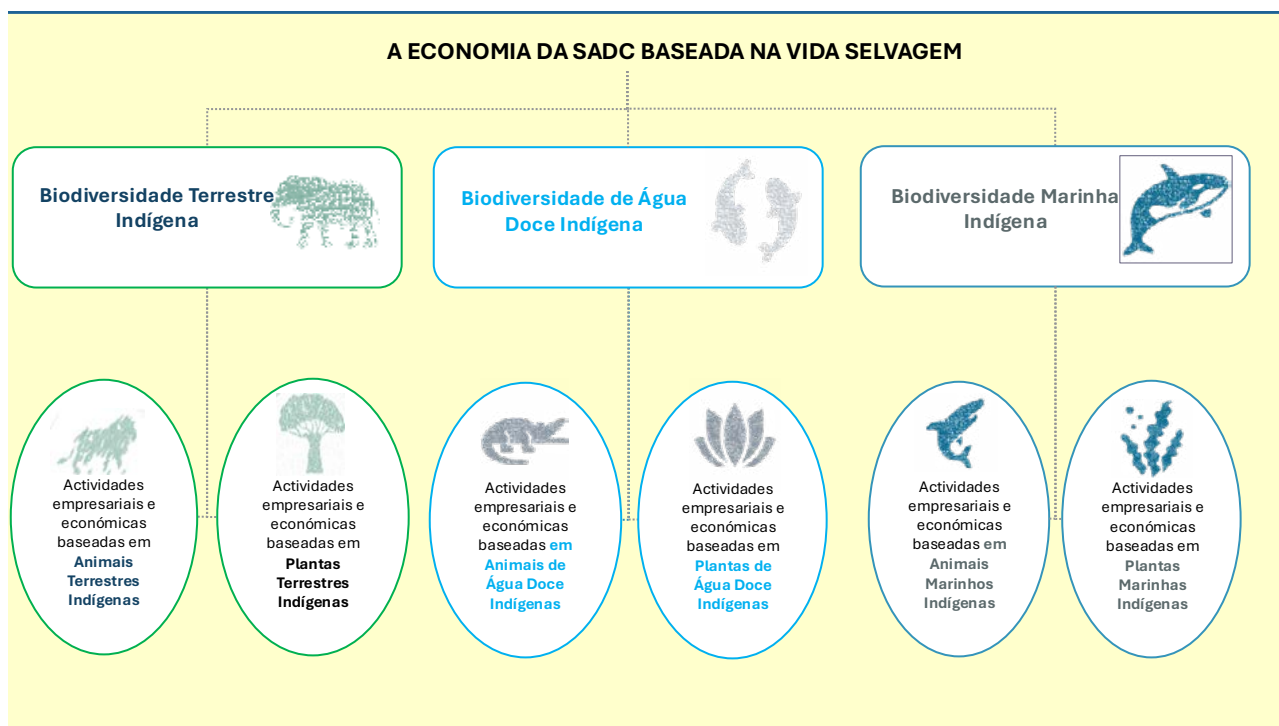 A ECONOMIA DA SADC BASEADA NA VIDA SELVAGEM
Biodiversidade Terrestre
Indígena
Biodiversidade de Água
Doce Indígena
Biodiversidade Marinha
Indígena
Actividades
empresariais e
económicas
baseadas em
Animais
Terrestres
Indígenas
Actividades
empresariais e
económicas
baseadas em
Plantas
Terrestres
Indígenas
Actividades
empresariais e
económicas
baseadas em
Animais de
Água Doce
Indígenas
Actividades
empresariais e
económicas
baseadas em
Plantas de
Água Doce
Indígenas
Actividades
empresariais e
económicas
baseadas em
Animais
Marinhos
Indígenas
Actividades
empresariais e
económicas
baseadas em
Plantas
Marinhas
Indígenas